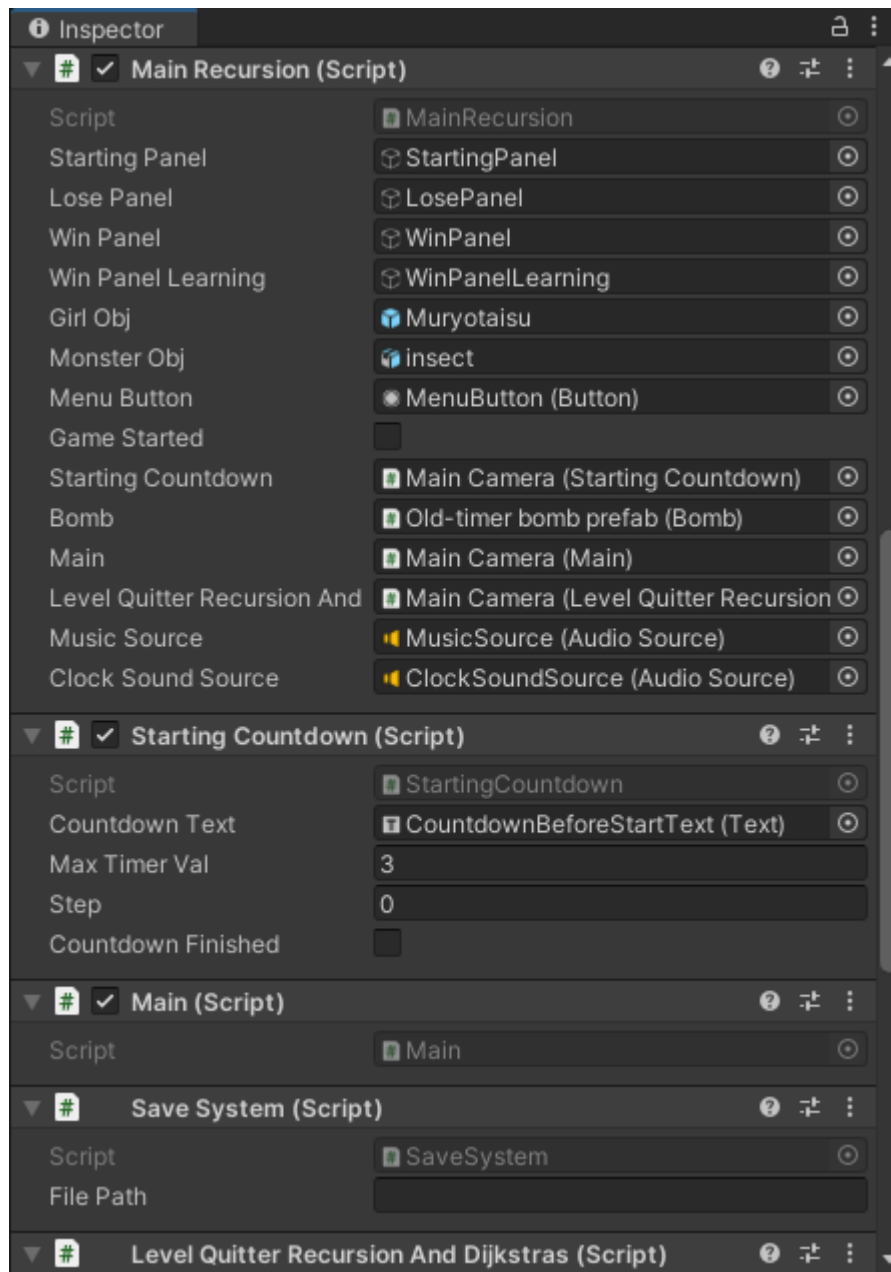 Inspector
# Main Recursion (Script)
Script # MainRecursion
Starting Panel StartingPanel
Lose Panel LosePanel
Win Panel WinPanel
Win Panel Learning WinPanelLearning
Girl Obj Muryotaisu
Monster Obj insect
Menu Button MenuButton (Button)
Game Started
Starting Countdown # Main Camera (Starting Countdown)
Bomb # Old-timer bomb prefab (Bomb)
Main # Main Camera (Main)
Level Quitter Recursion And # Main Camera (Level Quitter Recursion
Music Source MusicSource (Audio Source)
Clock Sound Source ClockSoundSource (Audio Source)
# Starting Countdown (Script)
Script # StartingCountdown
Countdown Text T CountdownBeforeStartText (Text)
Max Timer Val 3
Step 0
Countdown Finished
# Main (Script)
Script # Main
# Save System (Script)
Script # SaveSystem
File Path
# Level Quitter Recursion And Dijkstras (Script)